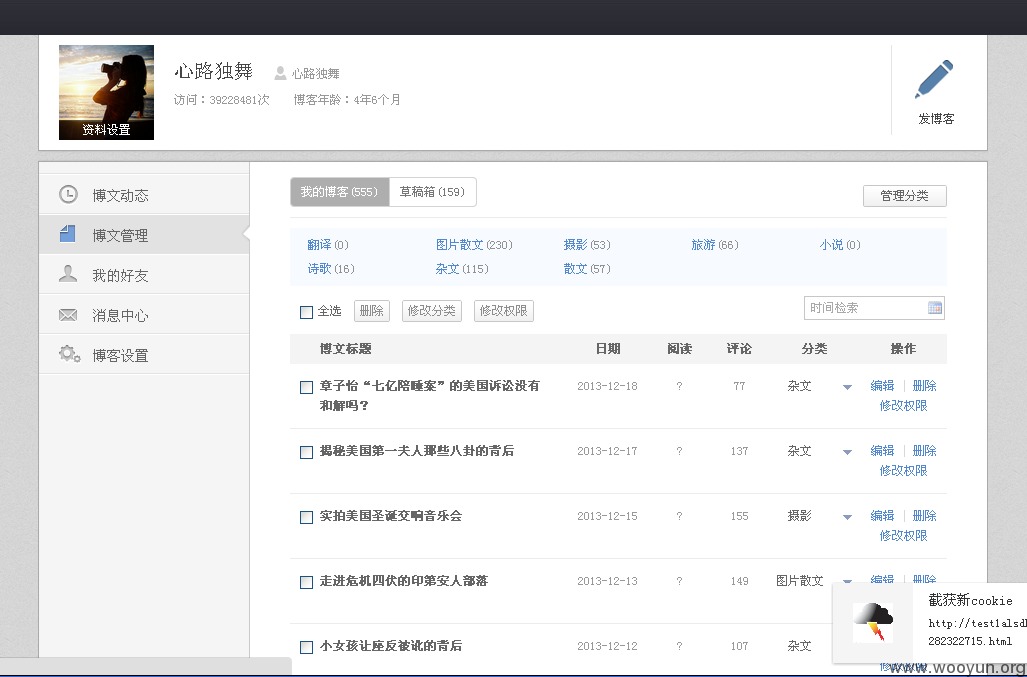 心路独舞
心路独舞
访问：39228481次 博客年龄：4年6个月
资料设置
发博客
博文动态
博文管理
我的好友
消息中心
博客设置
我的博客 (555) 草稿箱 (159)
管理分类
翻译 (0) 图片散文 (230) 摄影 (53) 旅游 (66) 小说 (0)
诗歌 (16) 杂文 (115) 散文 (57)
全选 删除 修改分类 修改权限 时间检索
博文标题 日期 阅读 评论 分类 操作
章子怡“七亿陪睡案”的美国诉讼没有 2013-12-18 ? 77 杂文 编辑 | 删除
和解吗？ 修改权限
揭秘美国第一夫人那些八卦的背后 2013-12-17 ? 137 杂文 编辑 | 删除
修改权限
实拍美国圣诞交响音乐会 2013-12-15 ? 155 摄影 编辑 | 删除
修改权限
走进危机四伏的印第安人部落 2013-12-13 ? 149 图片散文 编辑 | 删除
小女孩让座反被讹的背后 2013-12-12 ? 107 杂文
截获新cookie
http://test1alsd
282322715.html
www.wooyun.org